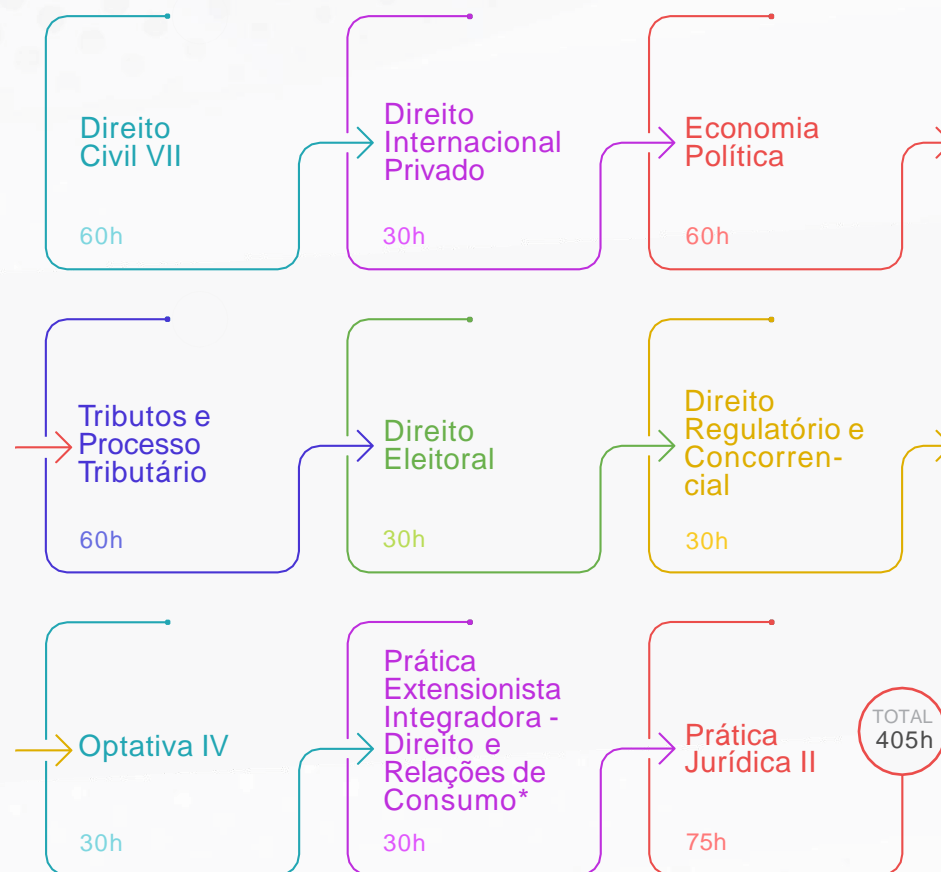 Direito
Civil VII
60h
Direito
Internacional
Privado
30h
Economia
Política
60h
Tributos e
Processo
Tributário
60h
Direito
Eleitoral
30h
Direito
Regulatório e
Concorren-
cial
30h
Optativa IV
30h
Prática
Extensionista
Integradora -
Direito e
Relações de
Consumo*
30h
Prática
Jurídica II
75h
TOTAL
405h